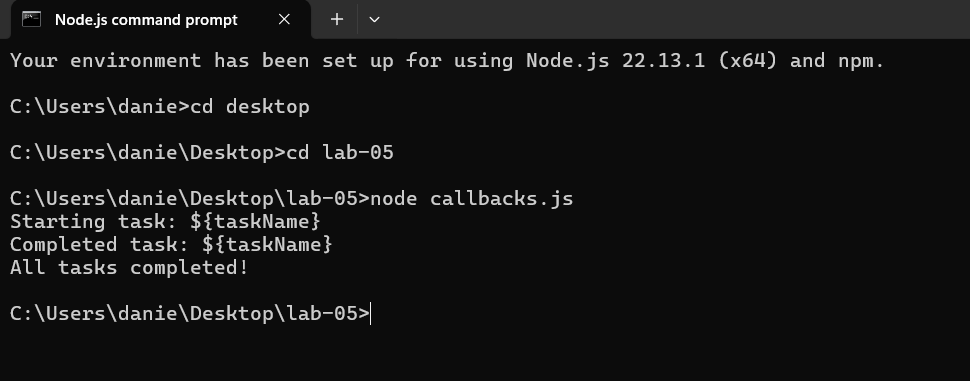 Node.js command prompt
Your environment has been set up for using Node.js 22.13.1 (x64) and npm.
C:\Users\danie>cd desktop
C:\Users\danie\Desktop>cd lab-05
C:\Users\danie\Desktop\lab-05>node callbacks.js
Starting task: ${taskName}
Completed task: ${taskName}
All tasks completed!
C:\Users\danie\Desktop\lab-05>